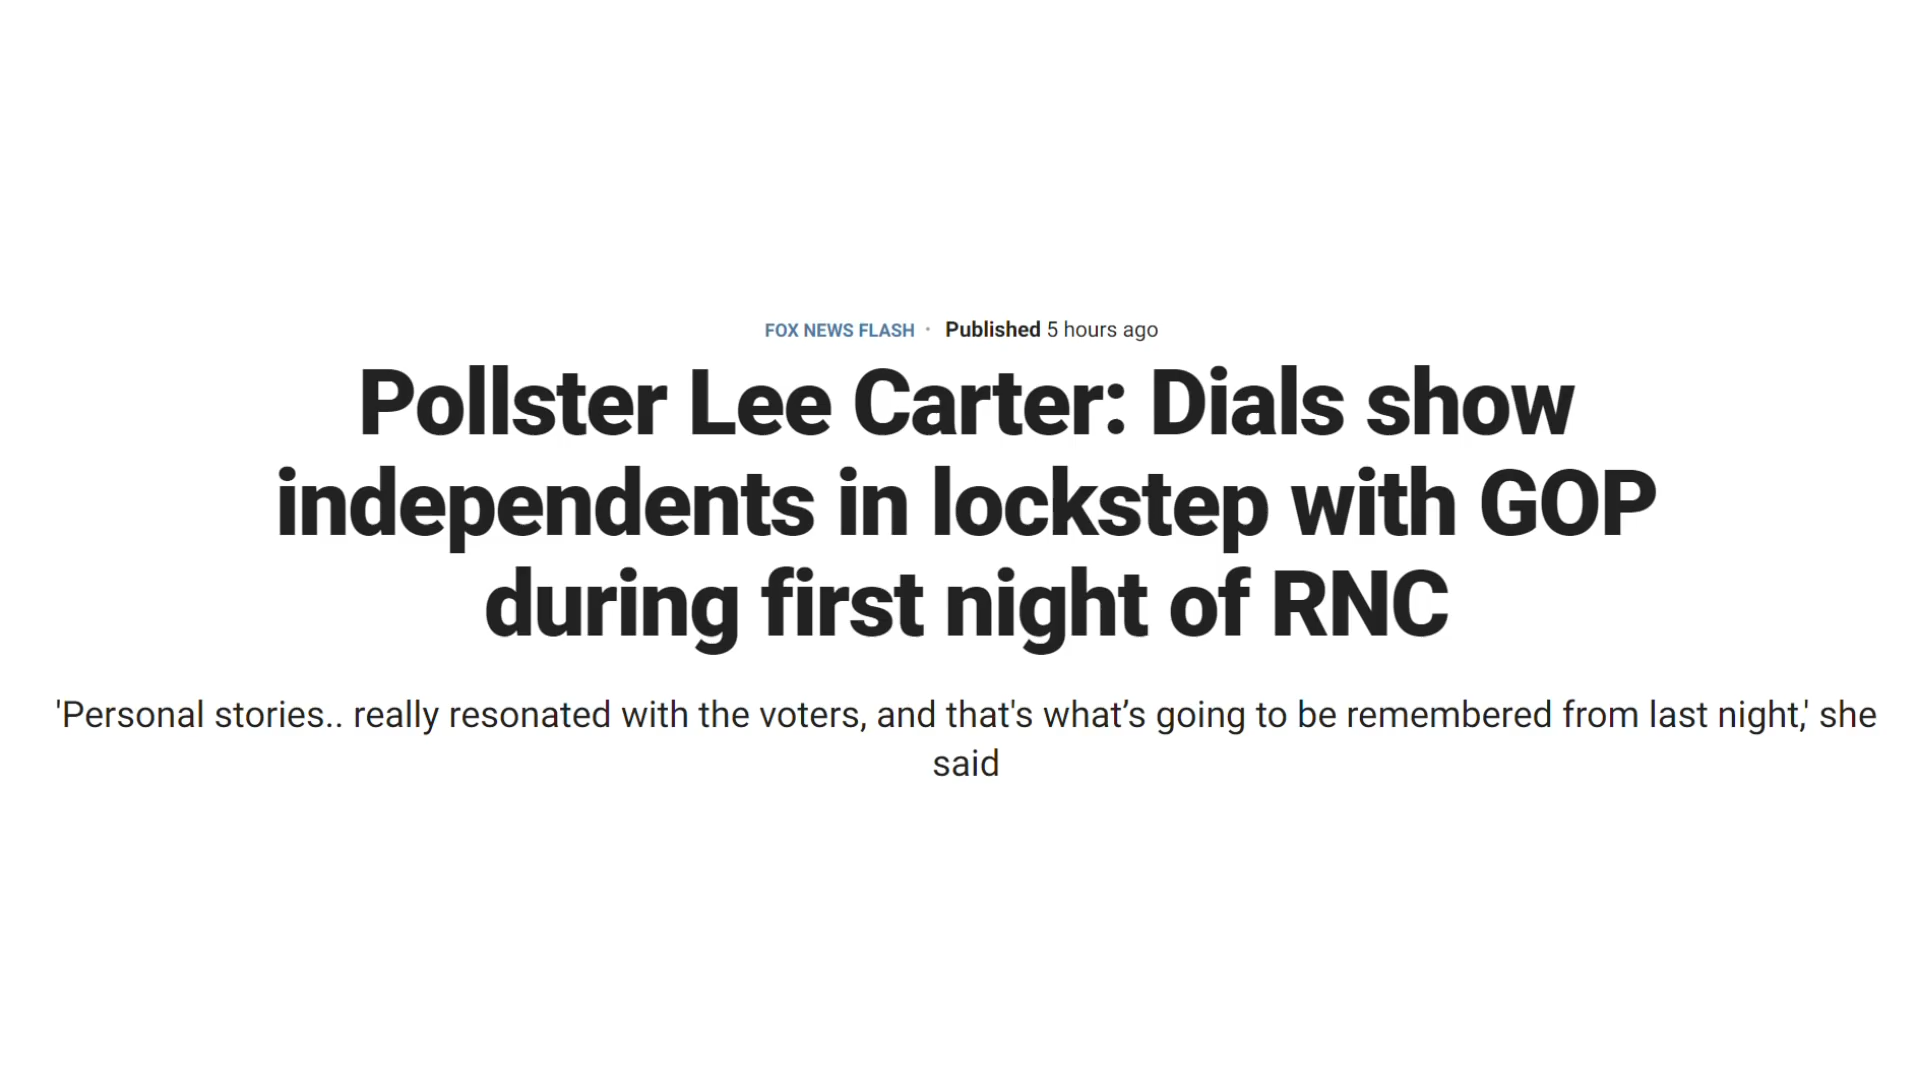 FOX NEWS FLASH · Published 5 hours ago
Pollster Lee Carter: Dials show
independents in lockstep with GOP
during first night of RNC
'Personal stories.. really resonated with the voters, and that's what’s going to be remembered from last night,' she
said